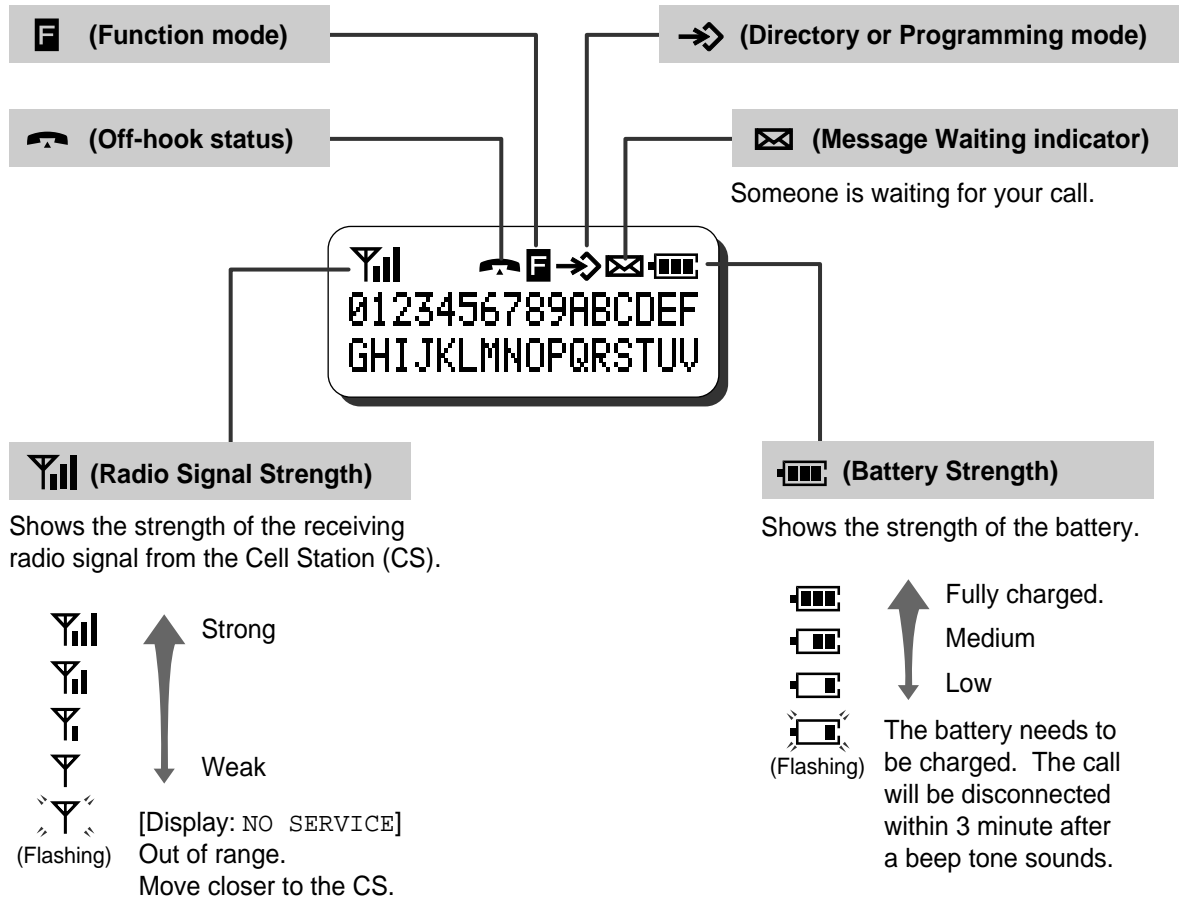 F (Function mode)
(Directory or Programming mode)
(Off-hook status)
(Message Waiting indicator)
Someone is waiting for your call.
F
0123456789ABCDEF
GHIJKLMNOPQRSTUV
(Radio Signal Strength)
Shows the strength of the receiving
radio signal from the Cell Station (CS).
Strong
Weak
(Flashing)
[Display: NO SERVICE]
Out of range.
Move closer to the CS.
(Battery Strength)
Shows the strength of the battery.
Fully charged.
Medium
Low
(Flashing)
The battery needs to
be charged. The call
will be disconnected
within 3 minute after
a beep tone sounds.